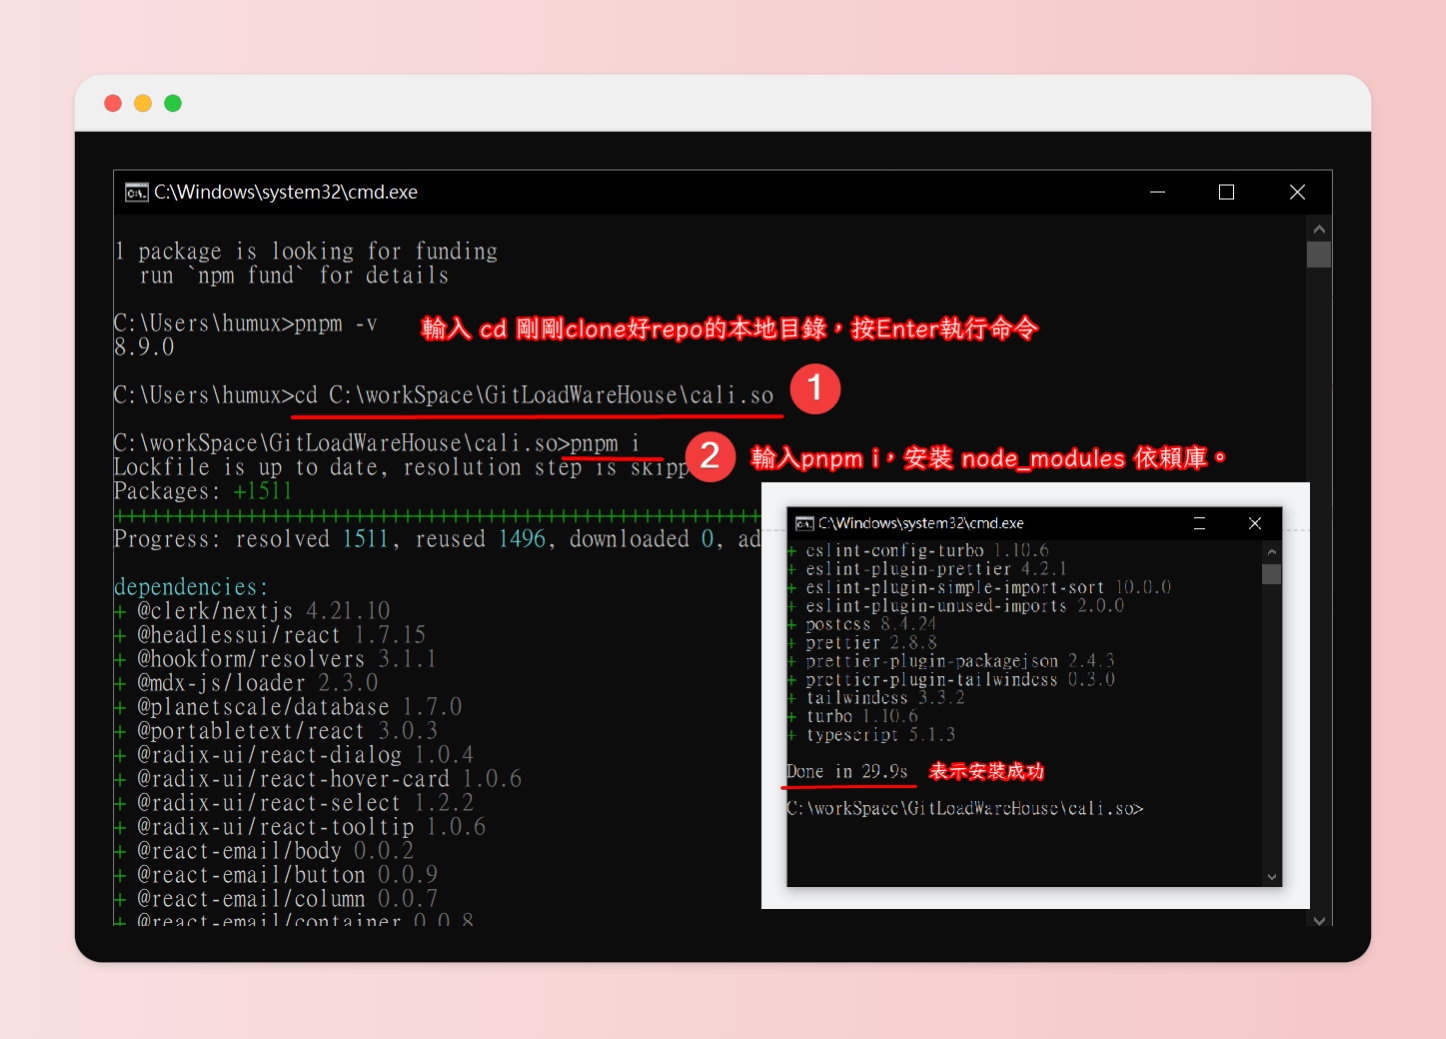 C:\Windows\system32\cmd.exe
1 package is looking for funding
run `npm fund` for details
C:\Users\humux>pnpm -v
8.9.0
輸入 cd 剛剛clone好repo的本地目錄，按Enter執行命令
C:\Users\humux>cd C:\workSpace\GitLoadWareHouse\cali.so
1
C:\workSpace\GitLoadWareHouse\cali.so>pnpm i
2
輸入pnpm i，安裝 node_modules 依賴庫。
Lockfile is up to date, resolution step is skipp
Packages: +1511
++++++++++++++++++++++++++++++++++++++++++++++++++++++
Progress: resolved 1511, reused 1496, downloaded 0, ad
dependencies:
+ @clerk/nextjs 4.21.10
+ @headlessui/react 1.7.15
+ @hookform/resolvers 3.1.1
+ @mdx-js/loader 2.3.0
+ @planetscale/database 1.7.0
+ @portabletext/react 3.0.3
+ @radix-ui/react-dialog 1.0.4
+ @radix-ui/react-hover-card 1.0.6
+ @radix-ui/react-select 1.2.2
+ @radix-ui/react-tooltip 1.0.6
+ @react-email/body 0.0.2
+ @react-email/button 0.0.9
+ @react-email/column 0.0.7
+ @react-email/container 0.0.8
C:\Windows\system32\cmd.exe
+ eslint-config-turbo 1.10.6
+ eslint-plugin-prettier 4.2.1
+ eslint-plugin-simple-import-sort 10.0.0
+ eslint-plugin-unused-imports 2.0.0
+ postcss 8.4.24
+ prettier 2.8.8
+ prettier-plugin-packagejson 2.4.3
+ prettier-plugin-tailwindcss 0.3.0
+ tailwindcss 3.3.2
+ turbo 1.10.6
+ typescript 5.1.3
Done in 29.9s 表示安裝成功
C:\workSpace\GitLoadWareHouse\cali.so>